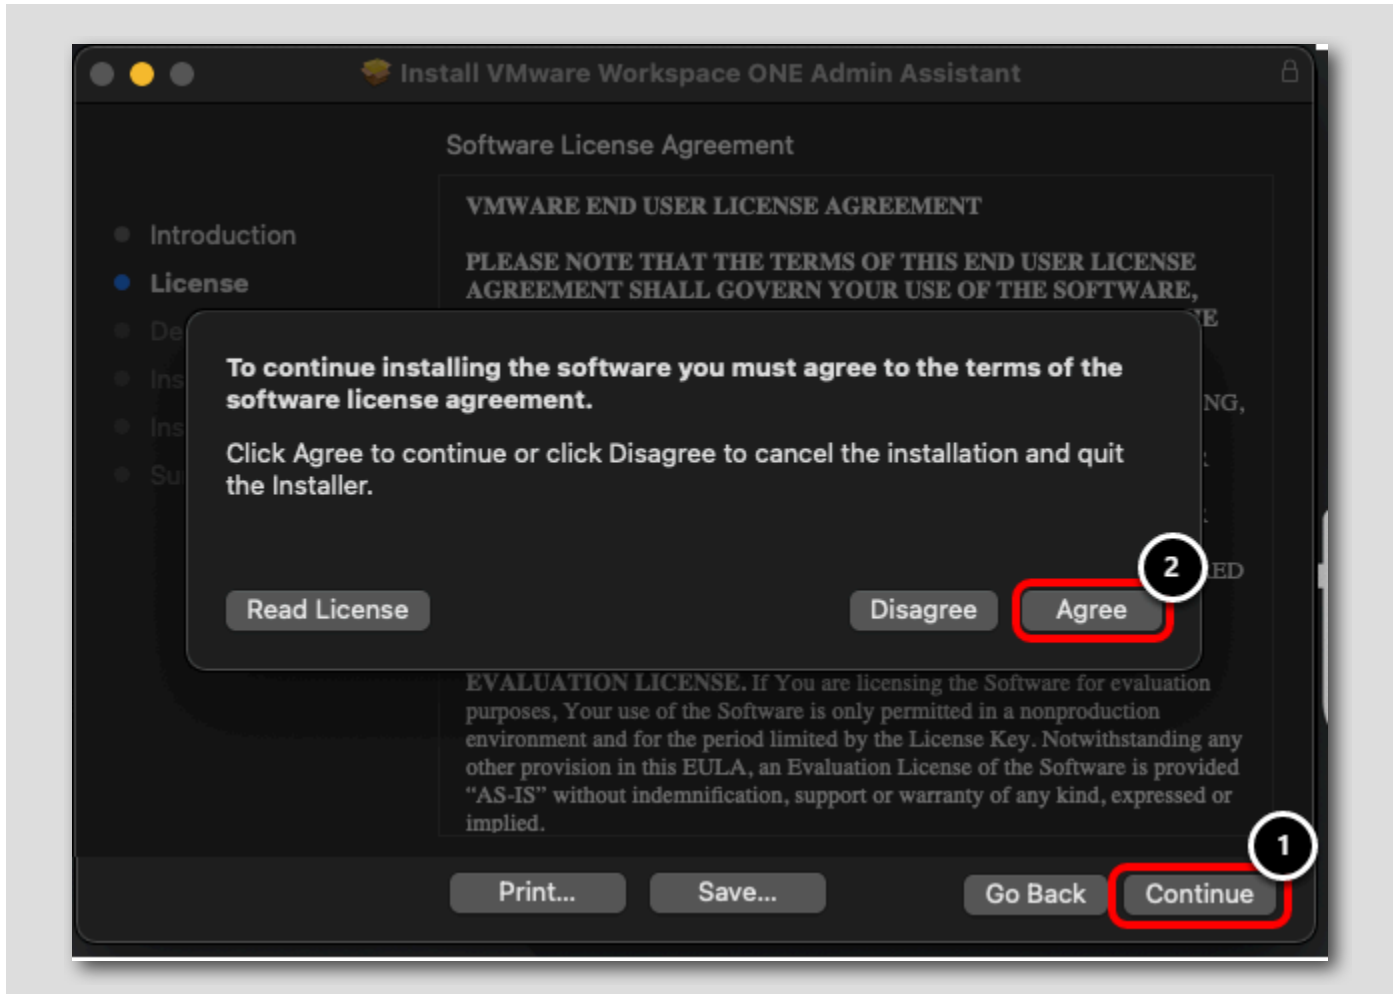 Install VMware Workspace ONE Admin Assistant
Software License Agreement
Introduction
License
VMWARE END USER LICENSE AGREEMENT
PLEASE NOTE THAT THE TERMS OF THIS END USER LICENSE
AGREEMENT SHALL GOVERN YOUR USE OF THE SOFTWARE,
To continue installing the software you must agree to the terms of the
software license agreement.
Click Agree to continue or click Disagree to cancel the installation and quit
the Installer.
Read License
Disagree
Agree
2
EVALUATION LICENSE. If You are licensing the Software for evaluation
purposes, Your use of the Software is only permitted in a nonproduction
environment and for the period limited by the License Key. Notwithstanding any
other provision in this EULA, an Evaluation License of the Software is provided
“AS-IS” without indemnification, support or warranty of any kind, expressed or
implied.
1
Print...
Save...
Go Back
Continue